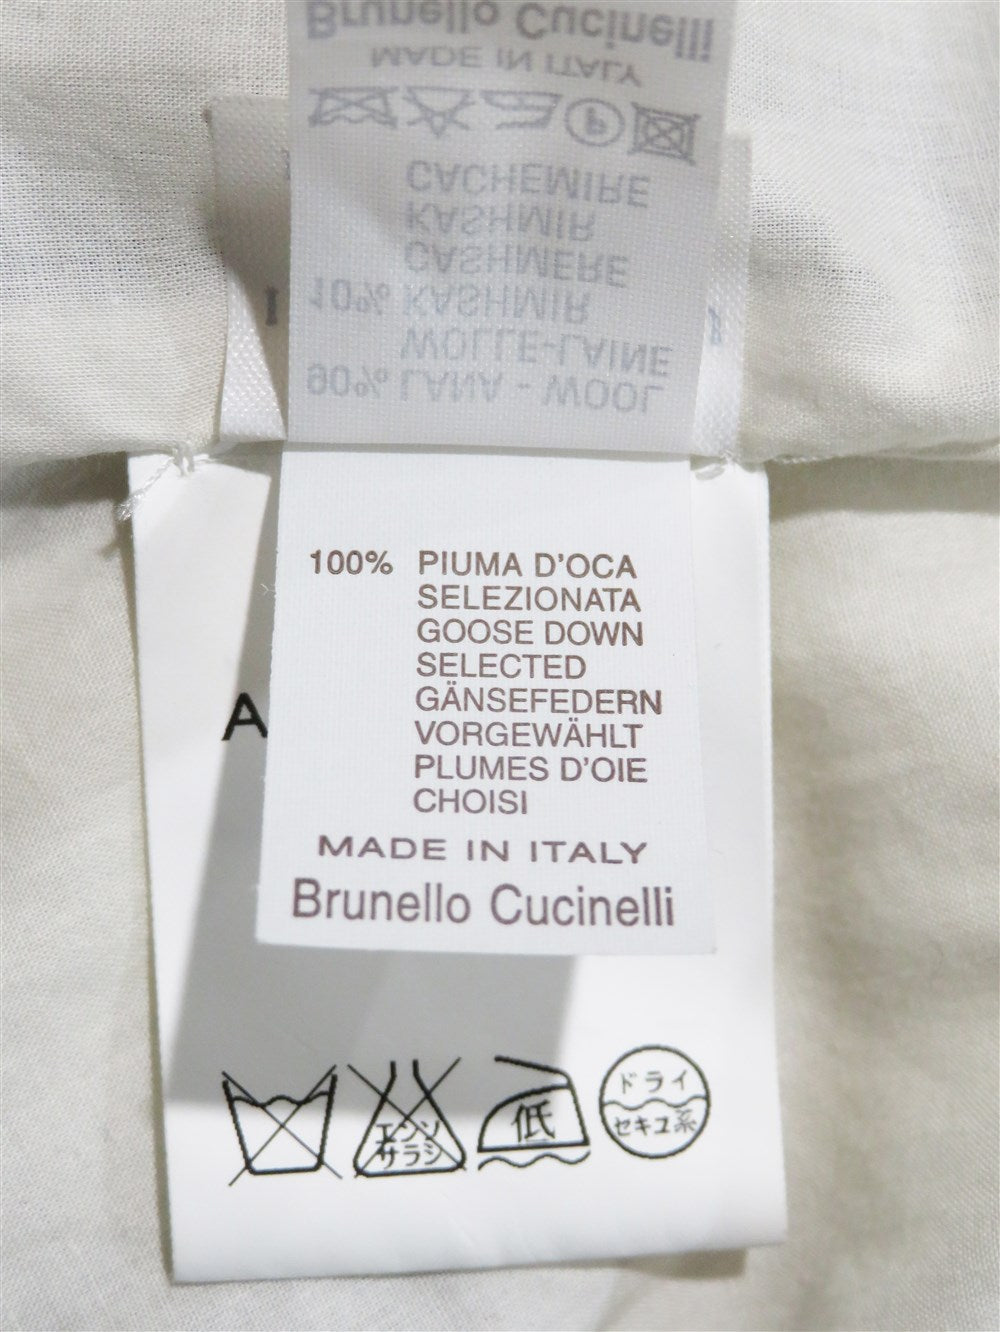 Brunello Cucinelli
MADE IN ITALY
P
CACHEMIRE
KASHMIR
CASHMERE
10% KASHMIR
WOLLE-LAINE
90% LANA - WOOL
100% PIUMA D'OCA
SELEZIONATA
GOOSE DOWN
SELECTED
GÄNSEFEDERN
VORGEWÄHLT
PLUMES D'OIE
CHOISI
MADE IN ITALY
Brunello Cucinelli
A
エンソ
サラシ
低
ドライ
セキユ系